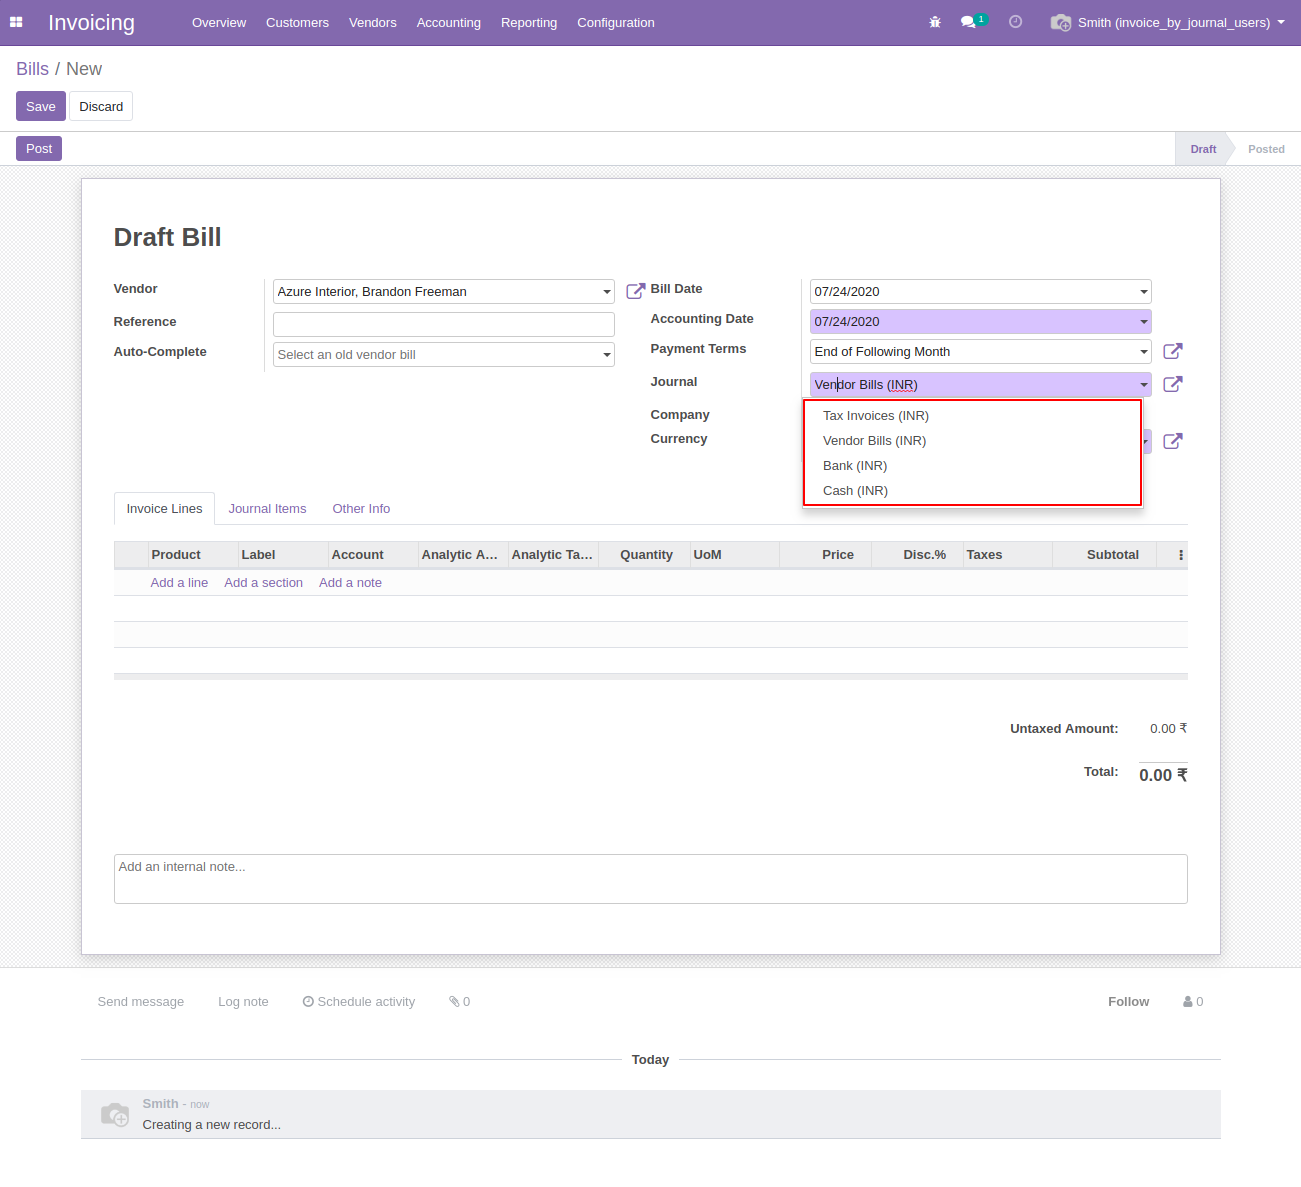 Invoicing Overview Customers Vendors Accounting Reporting Configuration 1 Smith (invoice_by_journal_users)
Bills / New
Save Discard
Post Draft Posted
Draft Bill
Vendor Azure Interior, Brandon Freeman Bill Date 07/24/2020
Reference Accounting Date 07/24/2020
Auto-Complete Select an old vendor bill Payment Terms End of Following Month
Journal Vendor Bills (INR)
Company Tax Invoices (INR)
Currency Vendor Bills (INR)
Bank (INR)
Cash (INR)
Invoice Lines Journal Items Other Info
Product Label Account Analytic A... Analytic Ta... Quantity UoM Price Disc.% Taxes Subtotal
Add a line Add a section Add a note
Untaxed Amount: 0.00 ₹
Total: 0.00 ₹
Add an internal note...
Send message Log note Schedule activity 0 Follow 0
Today
Smith - now
Creating a new record...